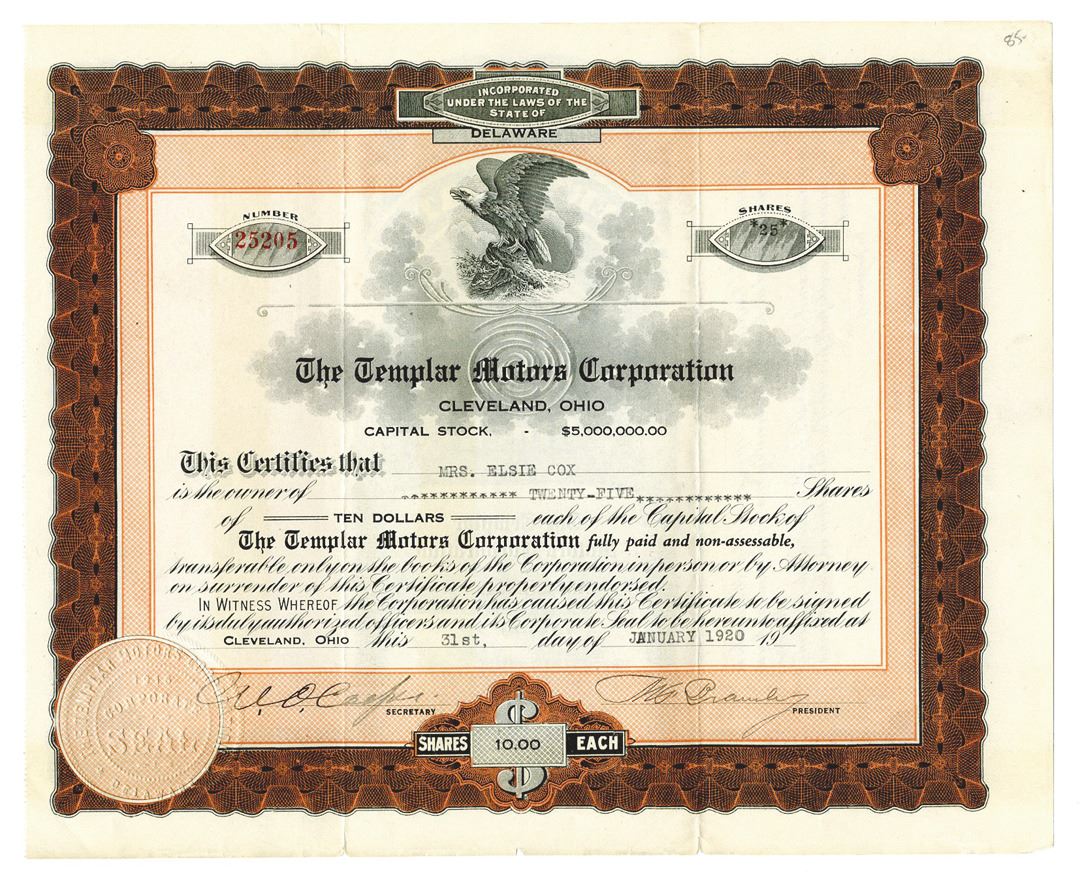 85-
INCORPORATED
UNDER THE LAWS OF THE
STATE OF
DELAWARE
NUMBER
25205
SHARES
*25*
The Templar Motors Corporation
CLEVELAND, OHIO
CAPITAL STOCK, - $5,000,000.00
This Certifies that MRS. ELSIE COX
is the owner of ************ TWENTY-FIVE ************ Shares
of TEN DOLLARS each of the Capital Stock of
The Templar Motors Corporation fully paid and non-assessable,
transferable only on the books of the Corporation in person or by Attorney
on surrender of this Certificate properly endorsed.
IN WITNESS WHEREOF the Corporation has caused this Certificate to be signed
by its duly authorized officers and its Corporate Seal to be hereunto affixed at
CLEVELAND, OHIO this 31st, day of JANUARY 1920 19
SECRETARY
PRESIDENT
TEMPLAR MOTORS
CORPORATE
SEAL
$
SHARES 10.00 EACH